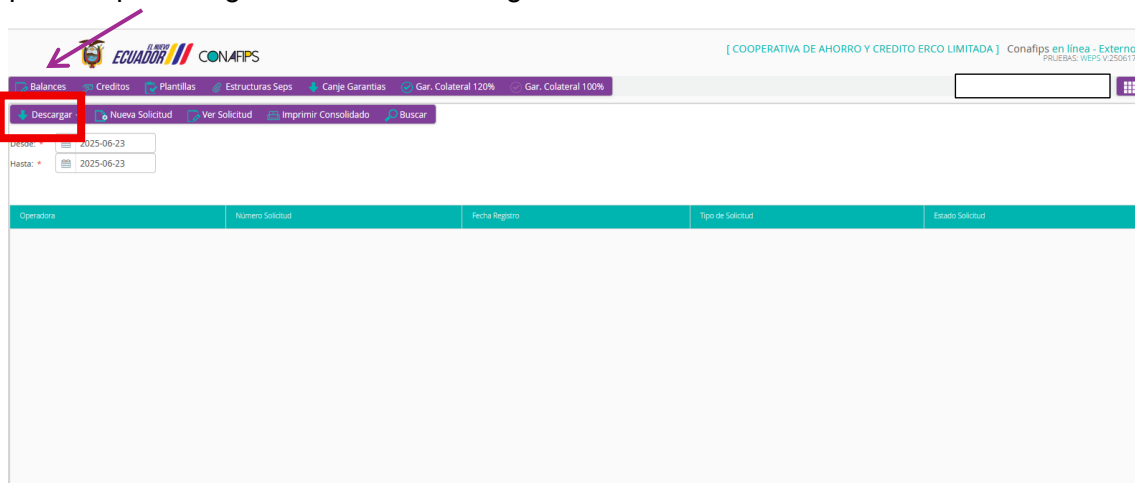 EL NUEVO
ECUADOR CONAFIPS
[ COOPERATIVA DE AHORRO Y CREDITO ERCO LIMITADA ] Conafips en línea - Externo
PRUEBAS: WEPS V:250617
Balances Creditos Plantillas Estructuras Seps Canje Garantias Gar. Colateral 120% Gar. Colateral 100%
Descargar Nueva Solicitud Ver Solicitud Imprimir Consolidado Buscar
Desde: * 2025-06-23
Hasta: * 2025-06-23
Operadora Número Solicitud Fecha Registro Tipo de Solicitud Estado Solicitud